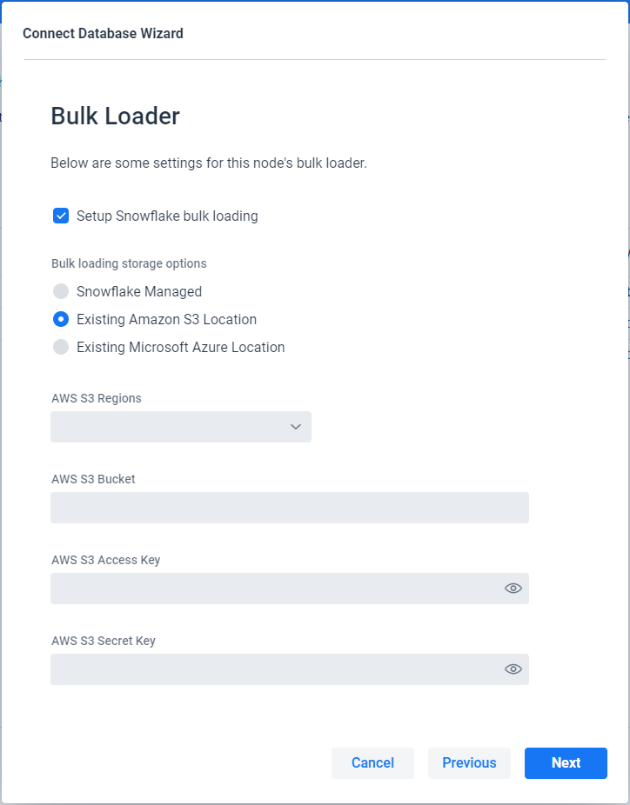 Connect Database Wizard
Bulk Loader
Below are some settings for this node's bulk loader.
Setup Snowflake bulk loading
Bulk loading storage options
Snowflake Managed
Existing Amazon S3 Location
Existing Microsoft Azure Location
AWS S3 Regions
AWS S3 Bucket
AWS S3 Access Key
AWS S3 Secret Key
Cancel Previous Next